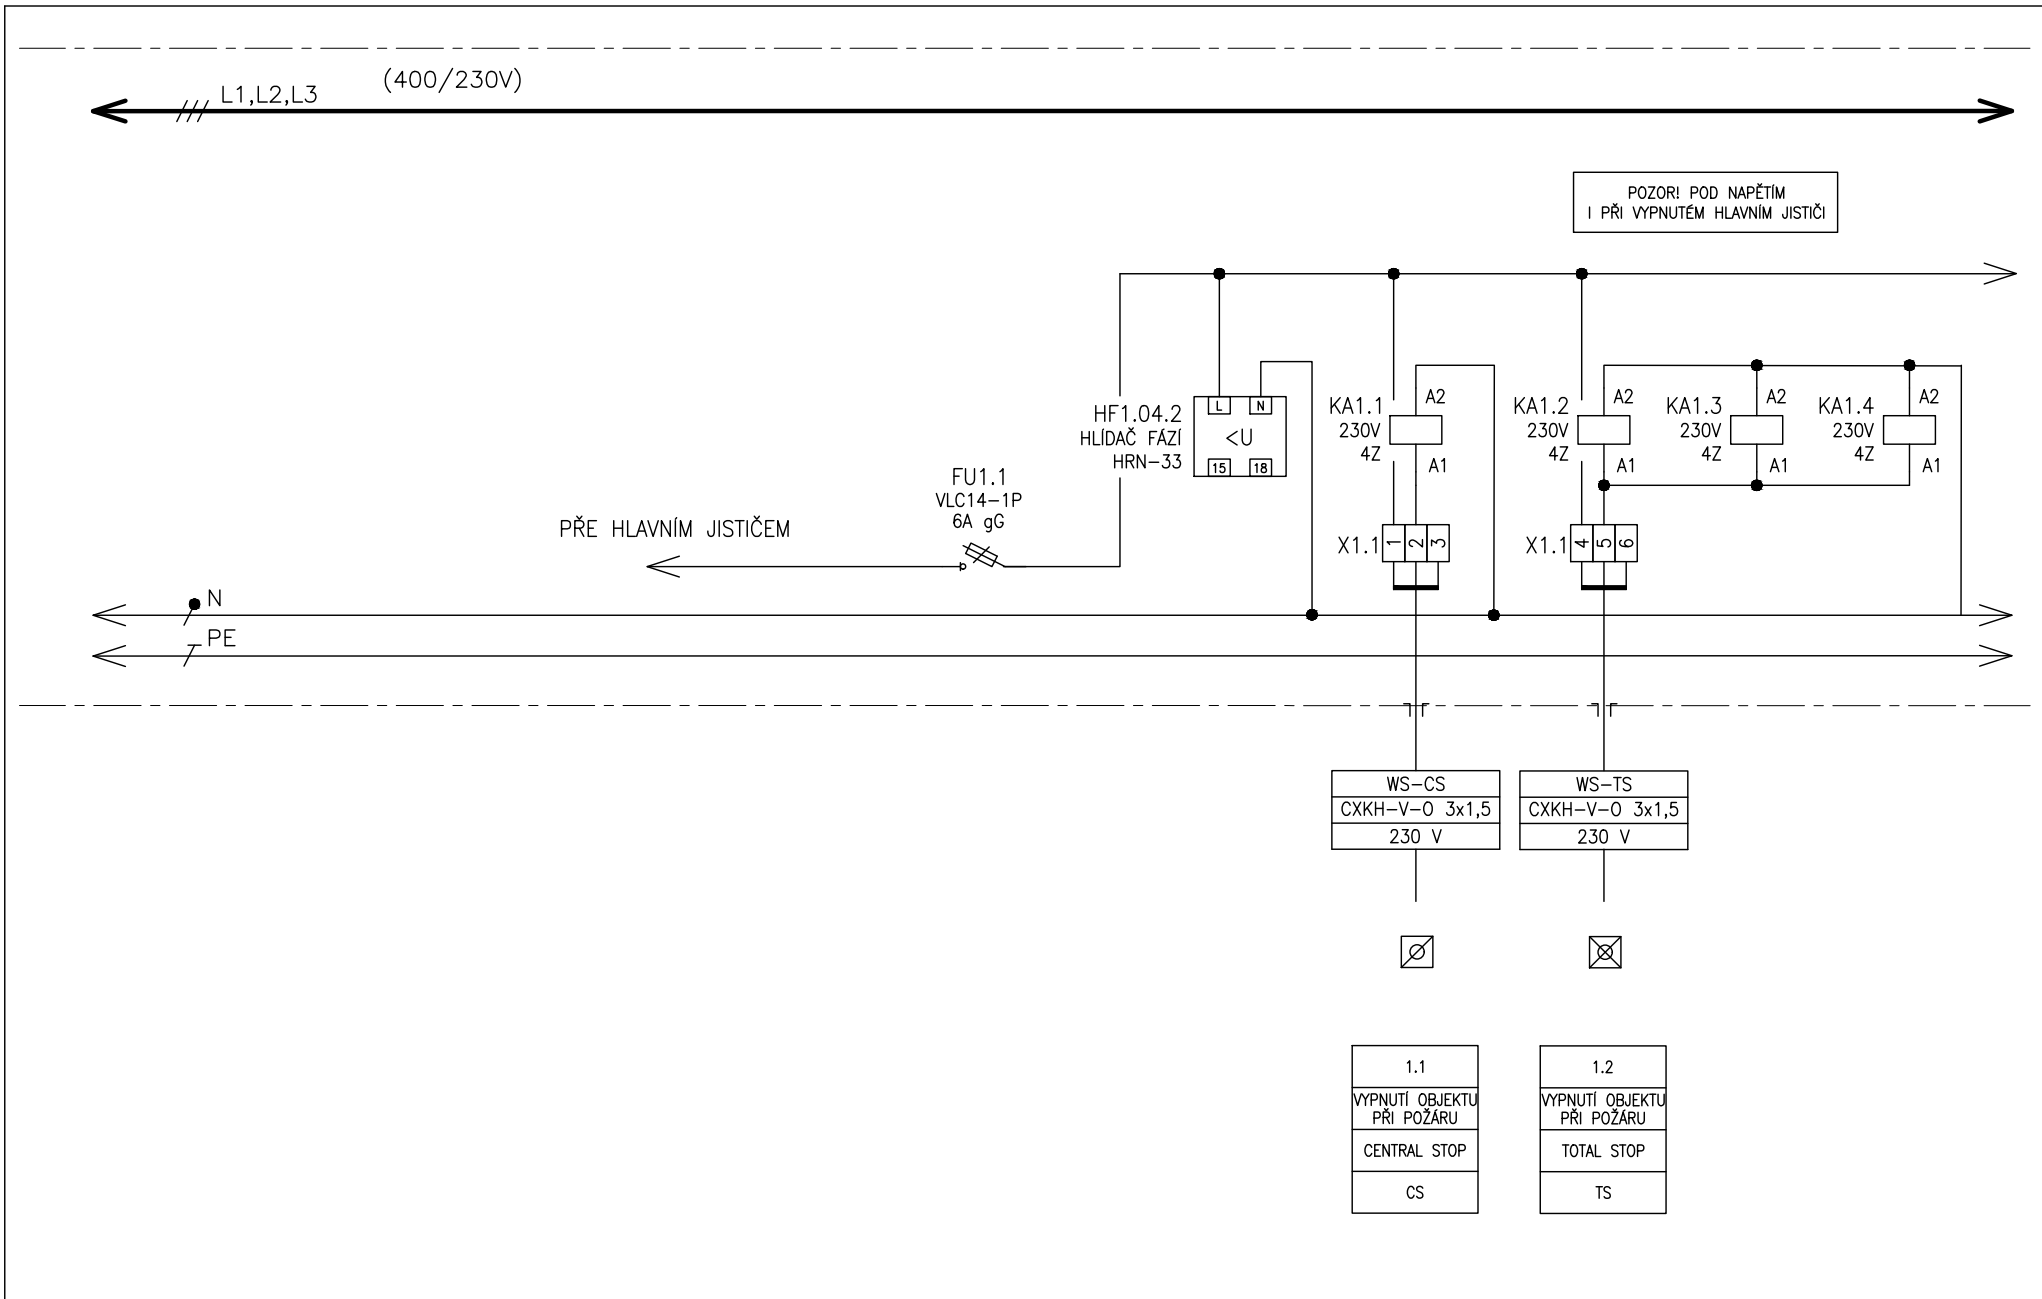 (400/230V)
L1,L2,L3
POZOR! POD NAPĚTÍM
I PŘI VYPNUTÉM HLAVNÍM JISTIČI
HF1.04.2
HLÍDAČ FÁZÍ
HRN-33
L N
<U
15 18
KA1.1
230V
4Z
A2
A1
KA1.2
230V
4Z
A2
A1
KA1.3
230V
4Z
A2
A1
KA1.4
230V
4Z
A2
A1
FU1.1
VLC14-1P
6A gG
PŘE HLAVNÍM JISTIČEM
X1.1 1 2 3
X1.1 4 5 6
N
PE
WS-CS
CXKH-V-O 3x1,5
230 V
WS-TS
CXKH-V-O 3x1,5
230 V
1.1
VYPNUTÍ OBJEKTU
PŘI POŽÁRU
CENTRAL STOP
CS
1.2
VYPNUTÍ OBJEKTU
PŘI POŽÁRU
TOTAL STOP
TS